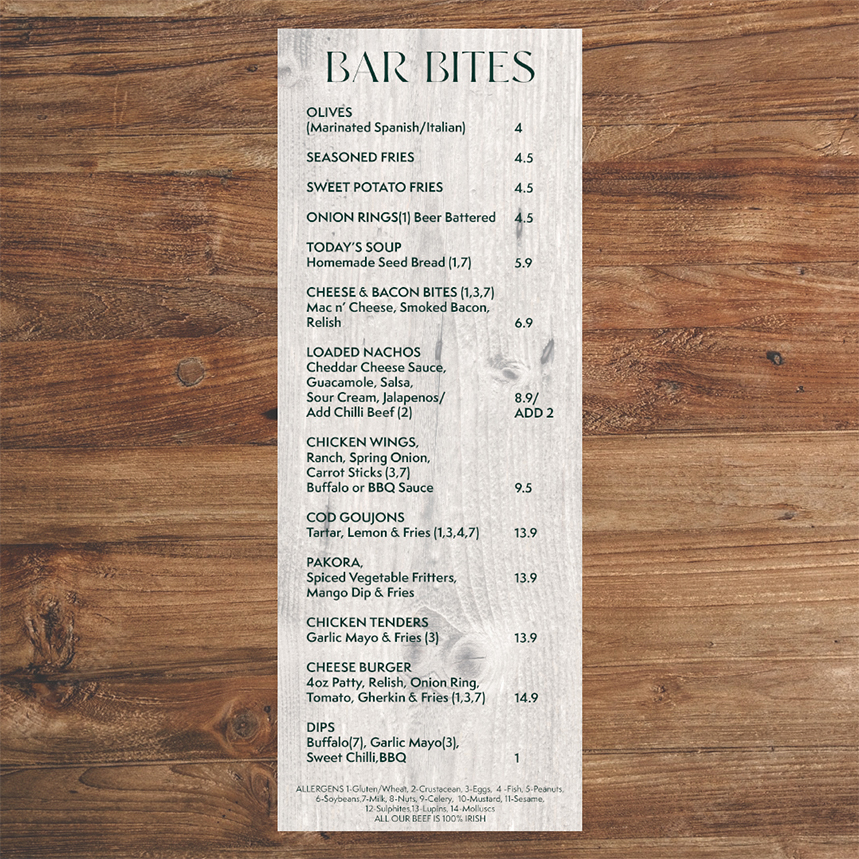 BAR BITES
OLIVES
(Marinated Spanish/Italian) 4
SEASONED FRIES 4.5
SWEET POTATO FRIES 4.5
ONION RINGS(1) Beer Battered 4.5
TODAY'S SOUP
Homemade Seed Bread (1,7) 5.9
CHEESE & BACON BITES (1,3,7)
Mac n' Cheese, Smoked Bacon,
Relish 6.9
LOADED NACHOS
Cheddar Cheese Sauce,
Guacamole, Salsa,
Sour Cream, Jalapenos/ 8.9/
Add Chilli Beef (2) ADD 2
CHICKEN WINGS,
Ranch, Spring Onion,
Carrot Sticks (3,7)
Buffalo or BBQ Sauce 9.5
COD GOUJONS
Tartar, Lemon & Fries (1,3,4,7) 13.9
PAKORA,
Spiced Vegetable Fritters, 13.9
Mango Dip & Fries
CHICKEN TENDERS
Garlic Mayo & Fries (3) 13.9
CHEESE BURGER
4oz Patty, Relish, Onion Ring,
Tomato, Gherkin & Fries (1,3,7) 14.9
DIPS
Buffalo(7), Garlic Mayo(3),
Sweet Chilli,BBQ 1
ALLERGENS 1-Gluten/Wheat, 2-Crustacean, 3-Eggs, 4 -Fish, 5-Peanuts,
6-Soybeans,7-Milk, 8-Nuts, 9-Celery, 10-Mustard, 11-Sesame,
12-Sulphites,13-Lupins, 14-Molluscs
ALL OUR BEEF IS 100% IRISH